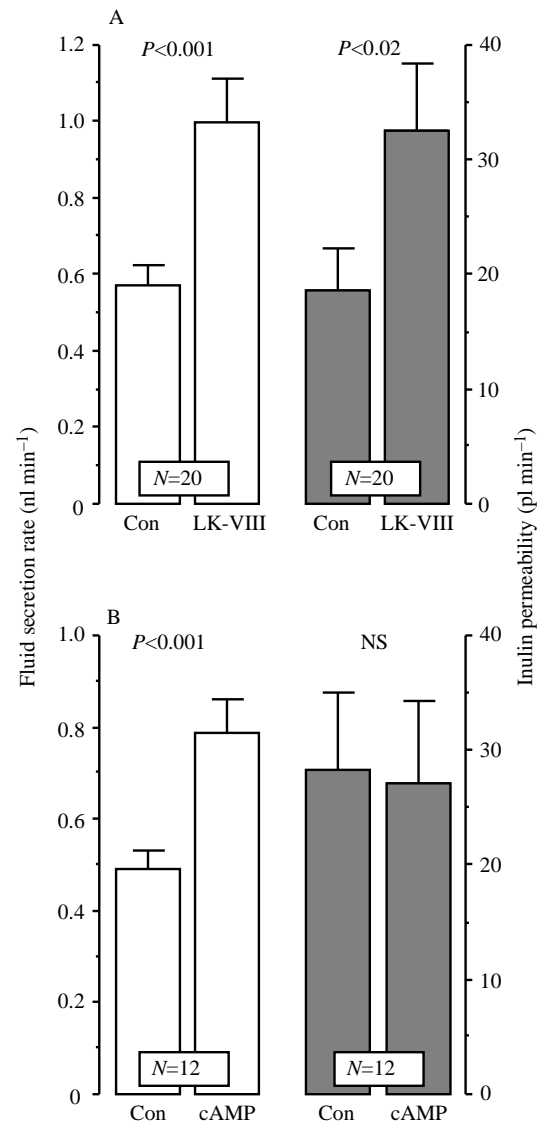 A
1.2
1.0
0.8
0.6
0.4
0.2
0
P<0.001
P<0.02
40
30
20
10
0
N=20
N=20
Con
LK-VIII
Con
LK-VIII
Fluid secretion rate (nl min−1)
Inulin permeability (pl min−1)
B
1.0
0.8
0.6
0.4
0.2
0
P<0.001
NS
40
30
20
10
0
N=12
N=12
Con
cAMP
Con
cAMP